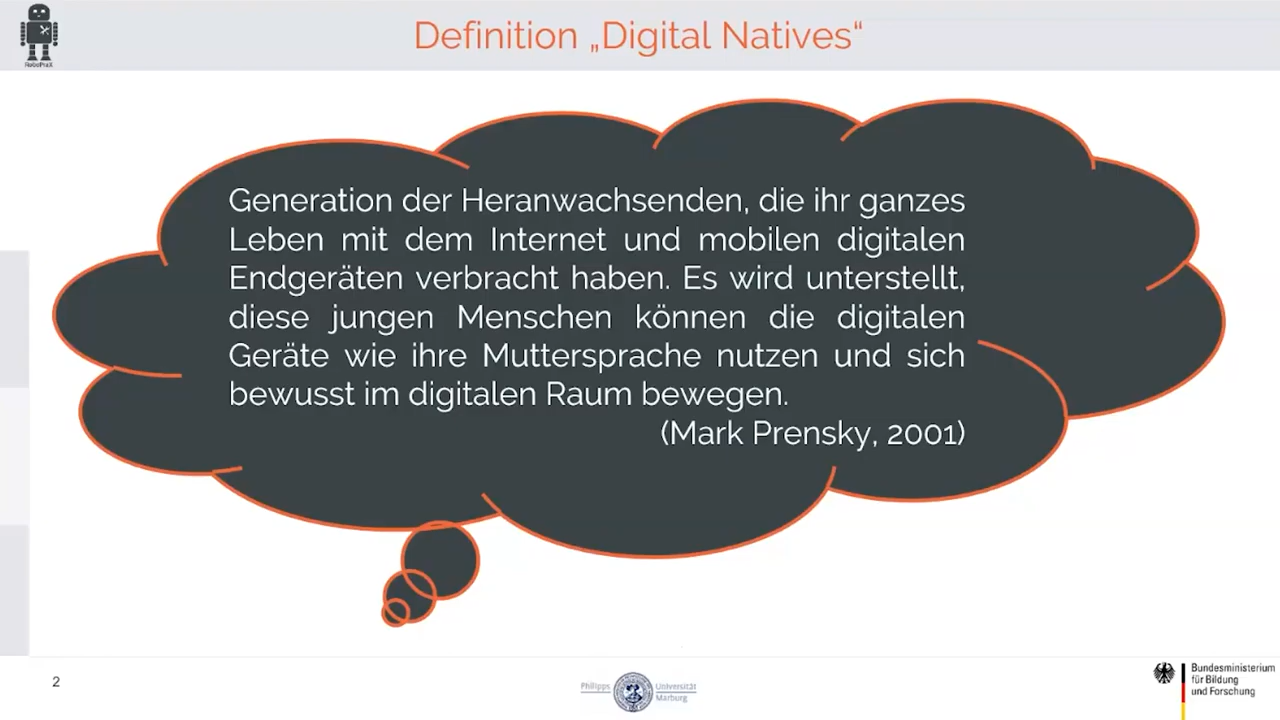 RoboPraX
Definition „Digital Natives“
Generation der Heranwachsenden, die ihr ganzes
Leben mit dem Internet und mobilen digitalen
Endgeräten verbracht haben. Es wird unterstellt,
diese jungen Menschen können die digitalen
Geräte wie ihre Muttersprache nutzen und sich
bewusst im digitalen Raum bewegen.
(Mark Prensky, 2001)
2
Philipps Universität
Marburg
Bundesministerium
für Bildung
und Forschung